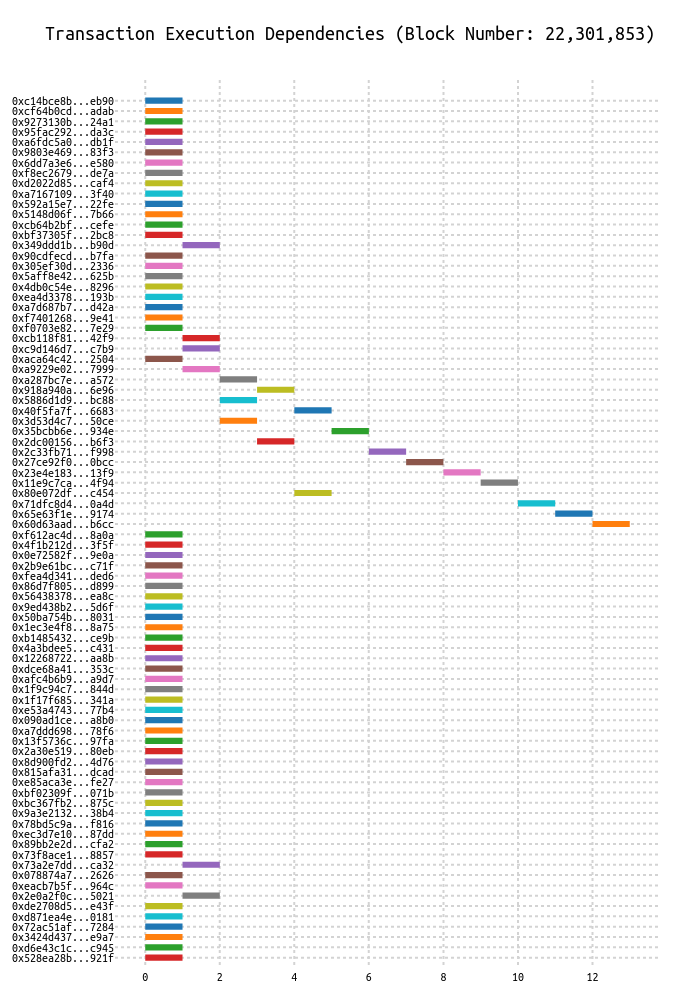 Transaction Execution Dependencies (Block Number: 22,301,853)
0xc14bce8b...eb90
0xcf64b0cd...adab
0x9273130b...24a1
0x95fac292...da3c
0xa6fdc5a0...db1f
0x9803e469...83f3
0x6dd7a3e6...e580
0xf8ec2679...de7a
0xd2022d85...caf4
0xa7167109...3f40
0x592a15e7...22fe
0x5148d06f...7b66
0xcb64b2bf...cefe
0xbf37305f...2bc8
0x349ddd1b...b90d
0x90cdfecd...b7fa
0x305ef30d...2336
0x5aff8e42...625b
0x4db0c54e...8296
0xea4d3378...193b
0xa7d687b7...d42a
0xf7401268...9e41
0xf0703e82...7e29
0xcb118f81...42f9
0xc9d146d7...c7b9
0xaca64c42...2504
0xa9229e02...7999
0xa287bc7e...a572
0x918a940a...6e96
0x5886d1d9...bc88
0x40f5fa7f...6683
0x3d53d4c7...50ce
0x35bcbb6e...934e
0x2dc00156...b6f3
0x2c33fb71...f998
0x27ce92f0...0bcc
0x23e4e183...13f9
0x11e9c7ca...4f94
0x80e072df...c454
0x71dfc8d4...0a4d
0x65e63f1e...9174
0x60d63aad...b6cc
0xf612ac4d...8a0a
0x4f1b212d...3f5f
0x0e72582f...9e0a
0x2b9e61bc...c71f
0xfea4d341...ded6
0x86d7f805...d899
0x56438378...ea8c
0x9ed438b2...5d6f
0x50ba754b...8031
0x1ec3e4f8...8a75
0xb1485432...ce9b
0x4a3bdee5...c431
0x12268722...aa8b
0xdce68a41...353c
0xafc4b6b9...a9d7
0x1f9c94c7...844d
0x1f17f685...341a
0xe53a4743...77b4
0x090ad1ce...a8b0
0xa7ddd698...78f6
0x13f5736c...97fa
0x2a30e519...80eb
0x8d900fd2...4d76
0x815afa31...dcad
0xe85aca3e...fe27
0xbf02309f...071b
0xbc367fb2...875c
0x9a3e2132...38b4
0x78bd5c9a...f816
0xec3d7e10...87dd
0x89bb2e2d...cfa2
0x73f8ace1...8857
0x73a2e7dd...ca32
0x078874a7...2626
0xeacb7b5f...964c
0x2e0a2f0c...5021
0xde2708d5...e43f
0xd871ea4e...0181
0x72ac51af...7284
0x3424d437...e9a7
0xd6e43c1c...c945
0x528ea28b...921f
0 2 4 6 8 10 12